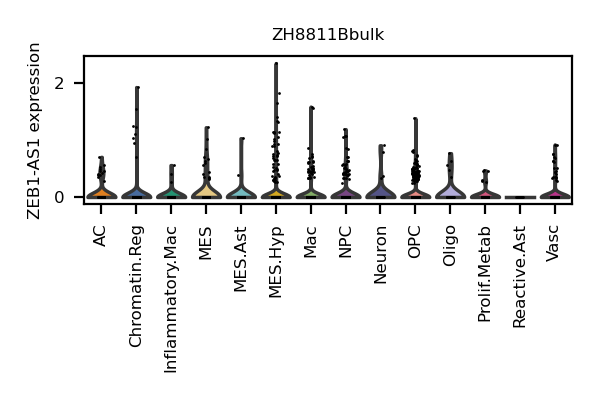 ZH8811Bbulk
ZEB1-AS1 expression
2
0
AC
Chromatin.Reg
Inflammatory.Mac
MES
MES.Ast
MES.Hyp
Mac
NPC
Neuron
OPC
Oligo
Prolif.Metab
Reactive.Ast
Vasc